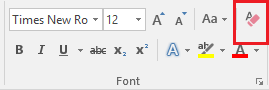 Times New Ro 12 A A Aa A
B I U abc X₂ X² A ab A
Font